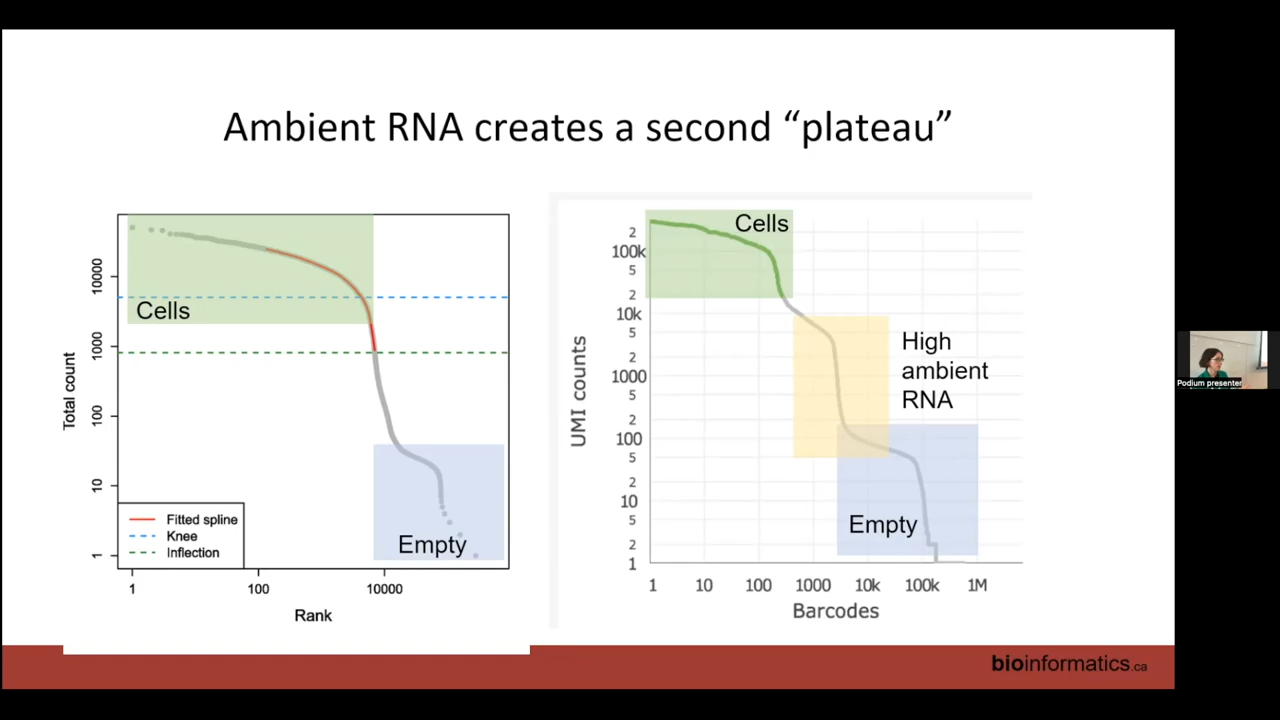 Ambient RNA creates a second “plateau”
Cells
10000
1000
100
10
1
Total count
Fitted spline
Knee
Inflection
Empty
1
100
10000
Rank
Cells
2
100k
5
2
10k
5
2
1000
5
2
100
5
2
10
5
2
1
UMI counts
High
ambient
RNA
Empty
1
10
100
1000
10k
100k
1M
Barcodes
bioinformatics.ca
Podium presenter